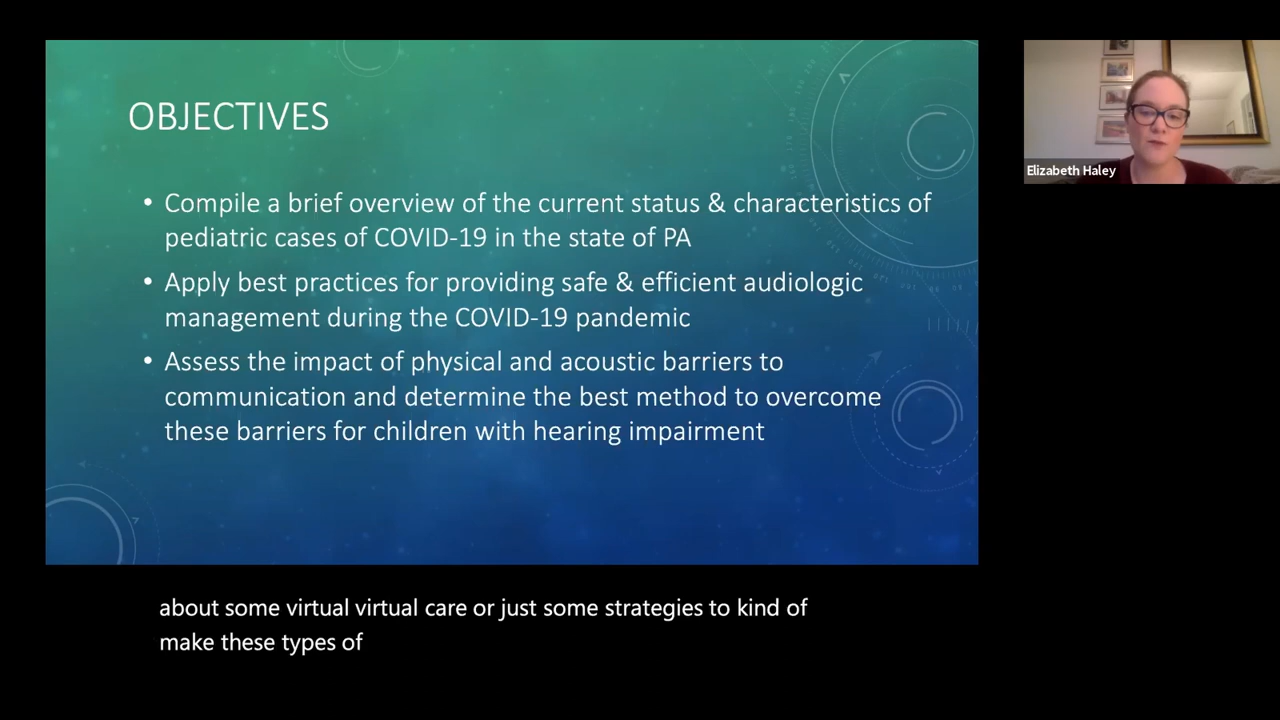 OBJECTIVES
• Compile a brief overview of the current status & characteristics of
pediatric cases of COVID-19 in the state of PA
• Apply best practices for providing safe & efficient audiologic
management during the COVID-19 pandemic
• Assess the impact of physical and acoustic barriers to
communication and determine the best method to overcome
these barriers for children with hearing impairment
Elizabeth Haley
about some virtual virtual care or just some strategies to kind of
make these types of